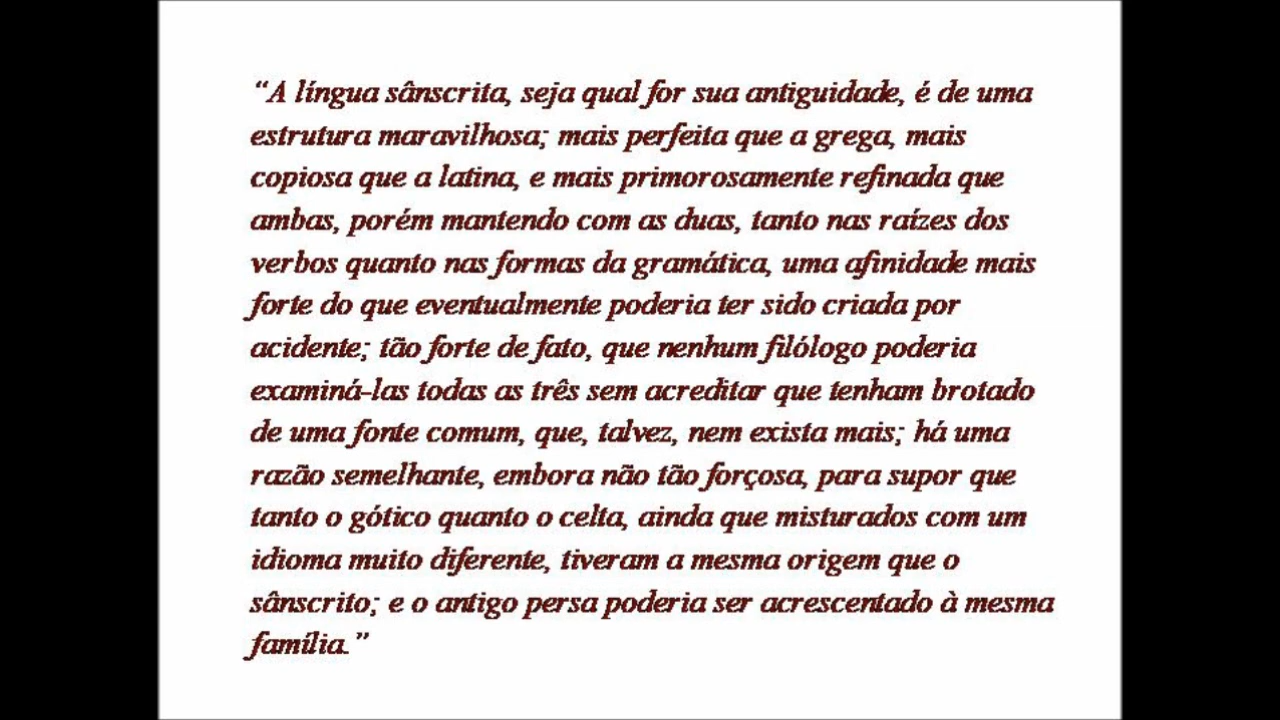 “A língua sânscrita, seja qual for sua antiguidade, é de uma
estrutura maravilhosa; mais perfeita que a grega, mais
copiosa que a latina, e mais primorosamente refinada que
ambas, porém mantendo com as duas, tanto nas raízes dos
verbos quanto nas formas da gramática, uma afinidade mais
forte do que eventualmente poderia ter sido criada por
acidente; tão forte de fato, que nenhum filólogo poderia
examiná-las todas as três sem acreditar que tenham brotado
de uma fonte comum, que, talvez, nem exista mais; há uma
razão semelhante, embora não tão forçosa, para supor que
tanto o gótico quanto o celta, ainda que misturados com um
idioma muito diferente, tiveram a mesma origem que o
sânscrito; e o antigo persa poderia ser acrescentado à mesma
família.”